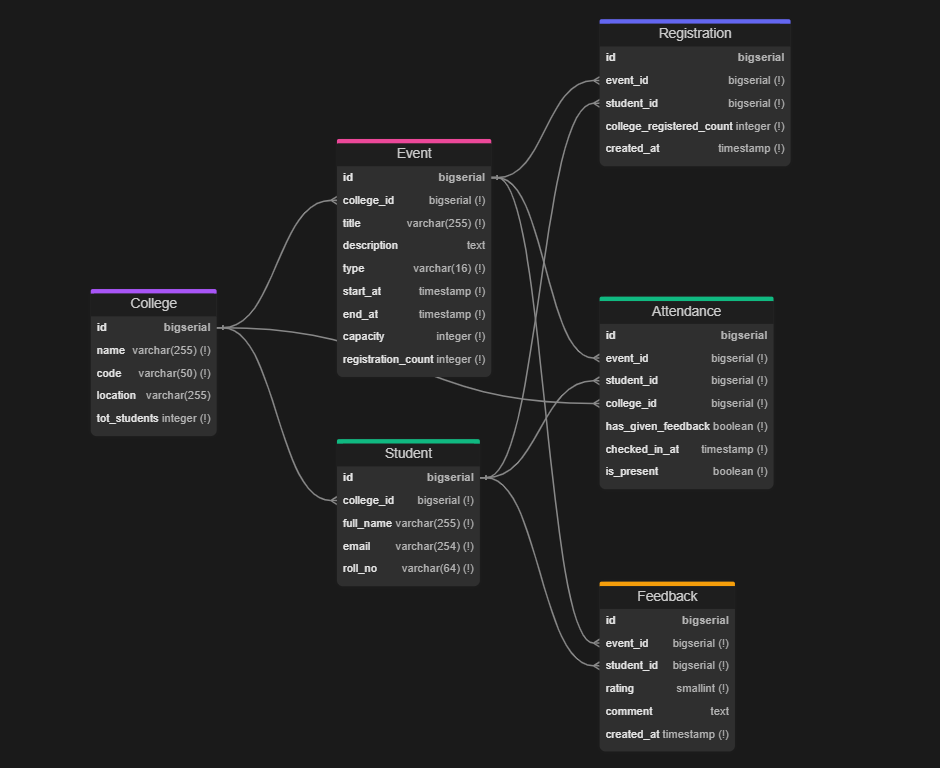 Registration
id bigserial
event_id bigserial (!)
student_id bigserial (!)
college_registered_count integer (!)
created_at timestamp (!)
Event
id bigserial
college_id bigserial (!)
title varchar(255) (!)
description text
type varchar(16) (!)
start_at timestamp (!)
end_at timestamp (!)
capacity integer (!)
registration_count integer (!)
College
id bigserial
name varchar(255) (!)
code varchar(50) (!)
location varchar(255)
tot_students integer (!)
Attendance
id bigserial
event_id bigserial (!)
student_id bigserial (!)
college_id bigserial (!)
has_given_feedback boolean (!)
checked_in_at timestamp (!)
is_present boolean (!)
Student
id bigserial
college_id bigserial (!)
full_name varchar(255) (!)
email varchar(254) (!)
roll_no varchar(64) (!)
Feedback
id bigserial
event_id bigserial (!)
student_id bigserial (!)
rating smallint (!)
comment text
created_at timestamp (!)